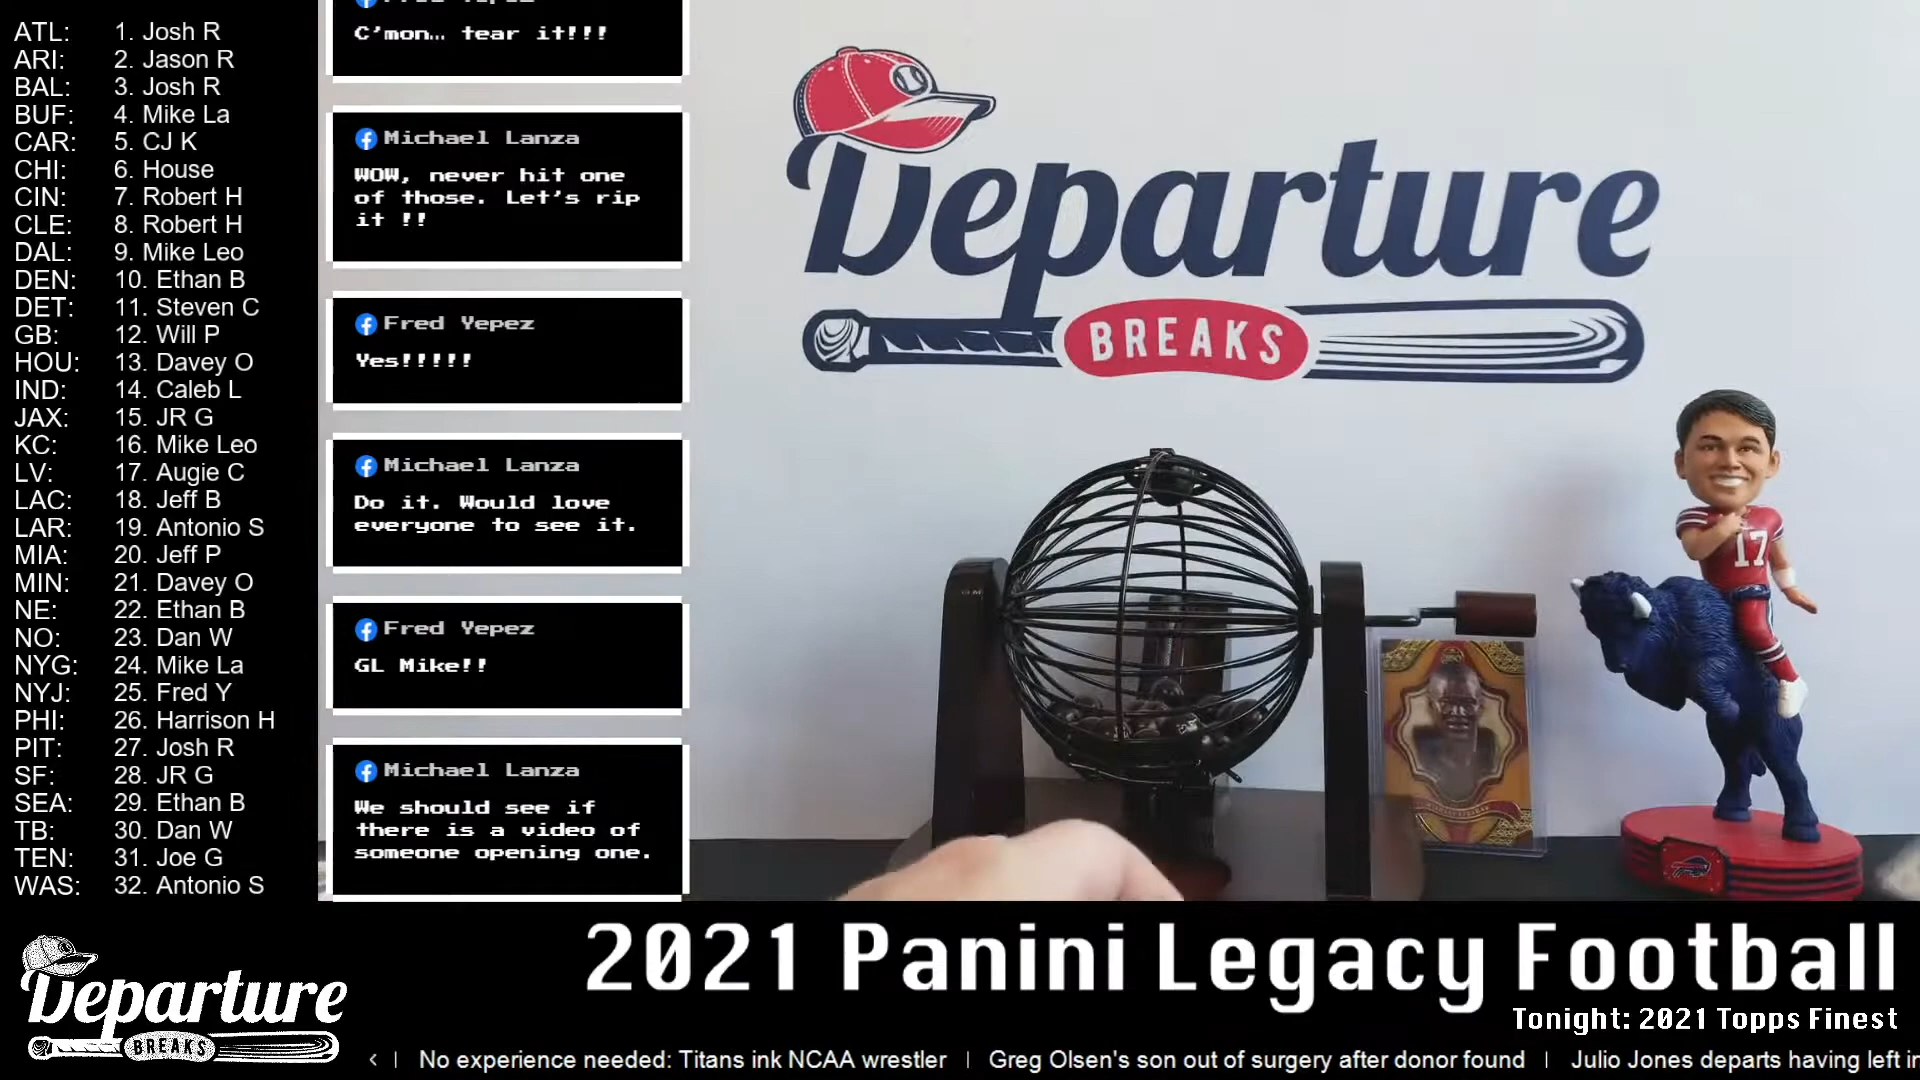 ATL: 1. Josh R
ARI: 2. Jason R
BAL: 3. Josh R
BUF: 4. Mike La
CAR: 5. CJ K
CHI: 6. House
CIN: 7. Robert H
CLE: 8. Robert H
DAL: 9. Mike Leo
DEN: 10. Ethan B
DET: 11. Steven C
GB: 12. Will P
HOU: 13. Davey O
IND: 14. Caleb L
JAX: 15. JR G
KC: 16. Mike Leo
LV: 17. Augie C
LAC: 18. Jeff B
LAR: 19. Antonio S
MIA: 20. Jeff P
MIN: 21. Davey O
NE: 22. Ethan B
NO: 23. Dan W
NYG: 24. Mike La
NYJ: 25. Fred Y
PHI: 26. Harrison H
PIT: 27. Josh R
SF: 28. JR G
SEA: 29. Ethan B
TB: 30. Dan W
TEN: 31. Joe G
WAS: 32. Antonio S
C'mon… tear it!!!
Michael Lanza
WOW, never hit one
of those. Let's rip
it !!
Fred Yepez
Yes!!!!!
Michael Lanza
Do it. Would love
everyone to see it.
Fred Yepez
GL Mike!!
Michael Lanza
We should see if
there is a video of
someone opening one.
Departure
BREAKS
17
2021 Panini Legacy Football
Tonight: 2021 Topps Finest
Departure
BREAKS
< | No experience needed: Titans ink NCAA wrestler | Greg Olsen's son out of surgery after donor found | Julio Jones departs having left in